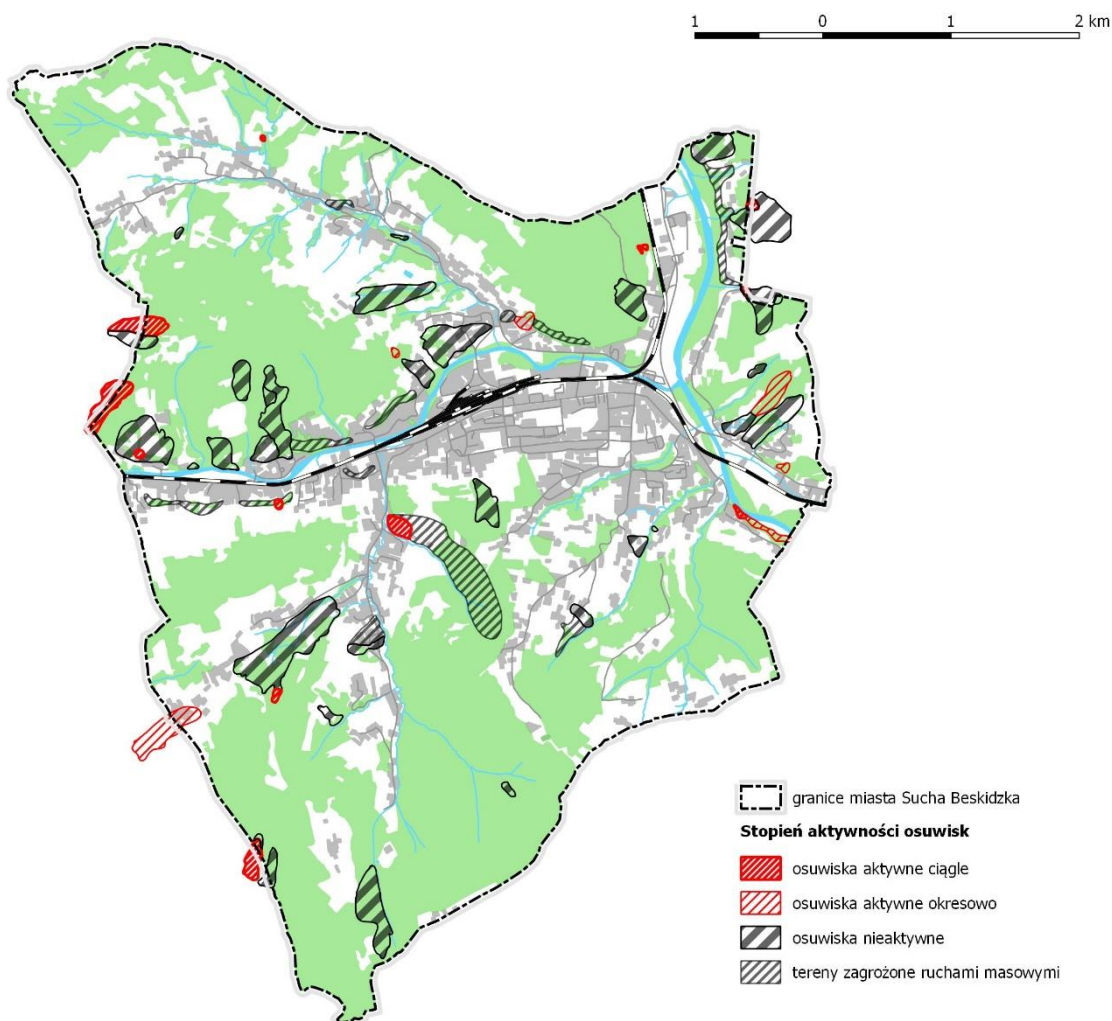 1 0 1 2 km
granice miasta Sucha Beskidzka
Stopień aktywności osuwisk
osuwiska aktywne ciągle
osuwiska aktywne okresowo
osuwiska nieaktywne
tereny zagrożone ruchami masowymi